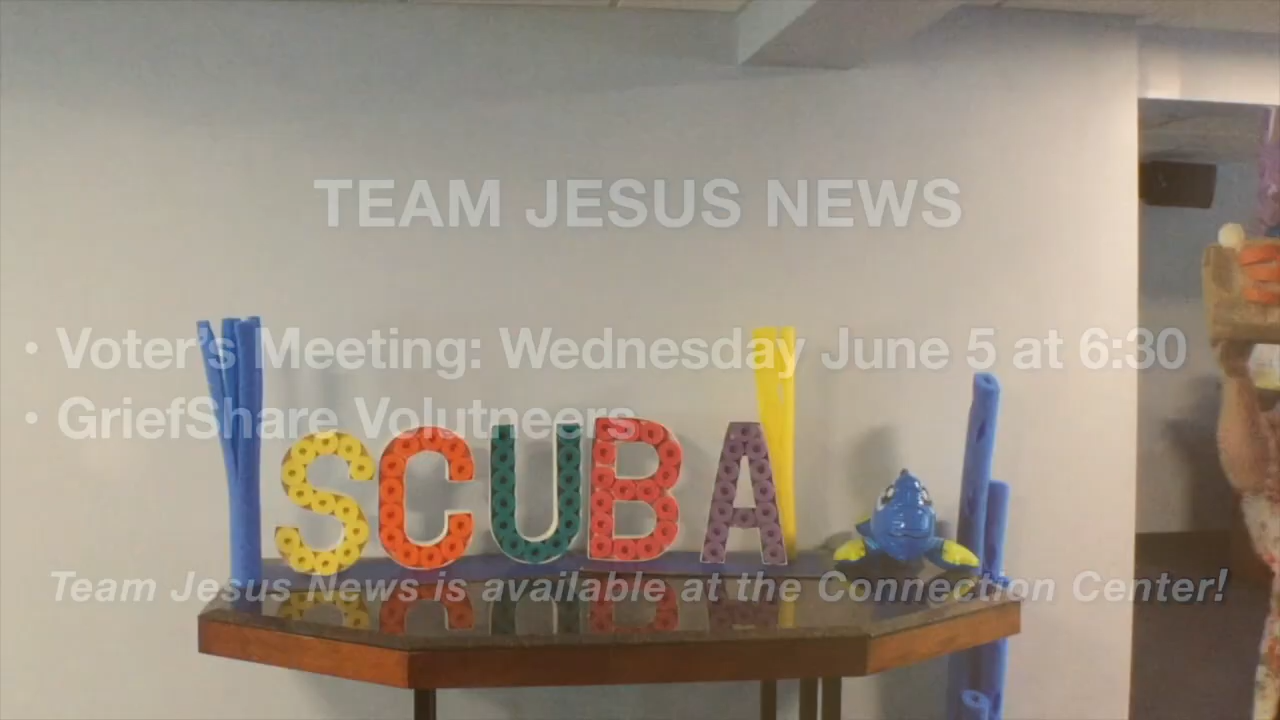 TEAM JESUS NEWS
• Voter's Meeting: Wednesday June 5 at 6:30
• GriefShare Volutneers
SCUBA
Team Jesus News is available at the Connection Center!